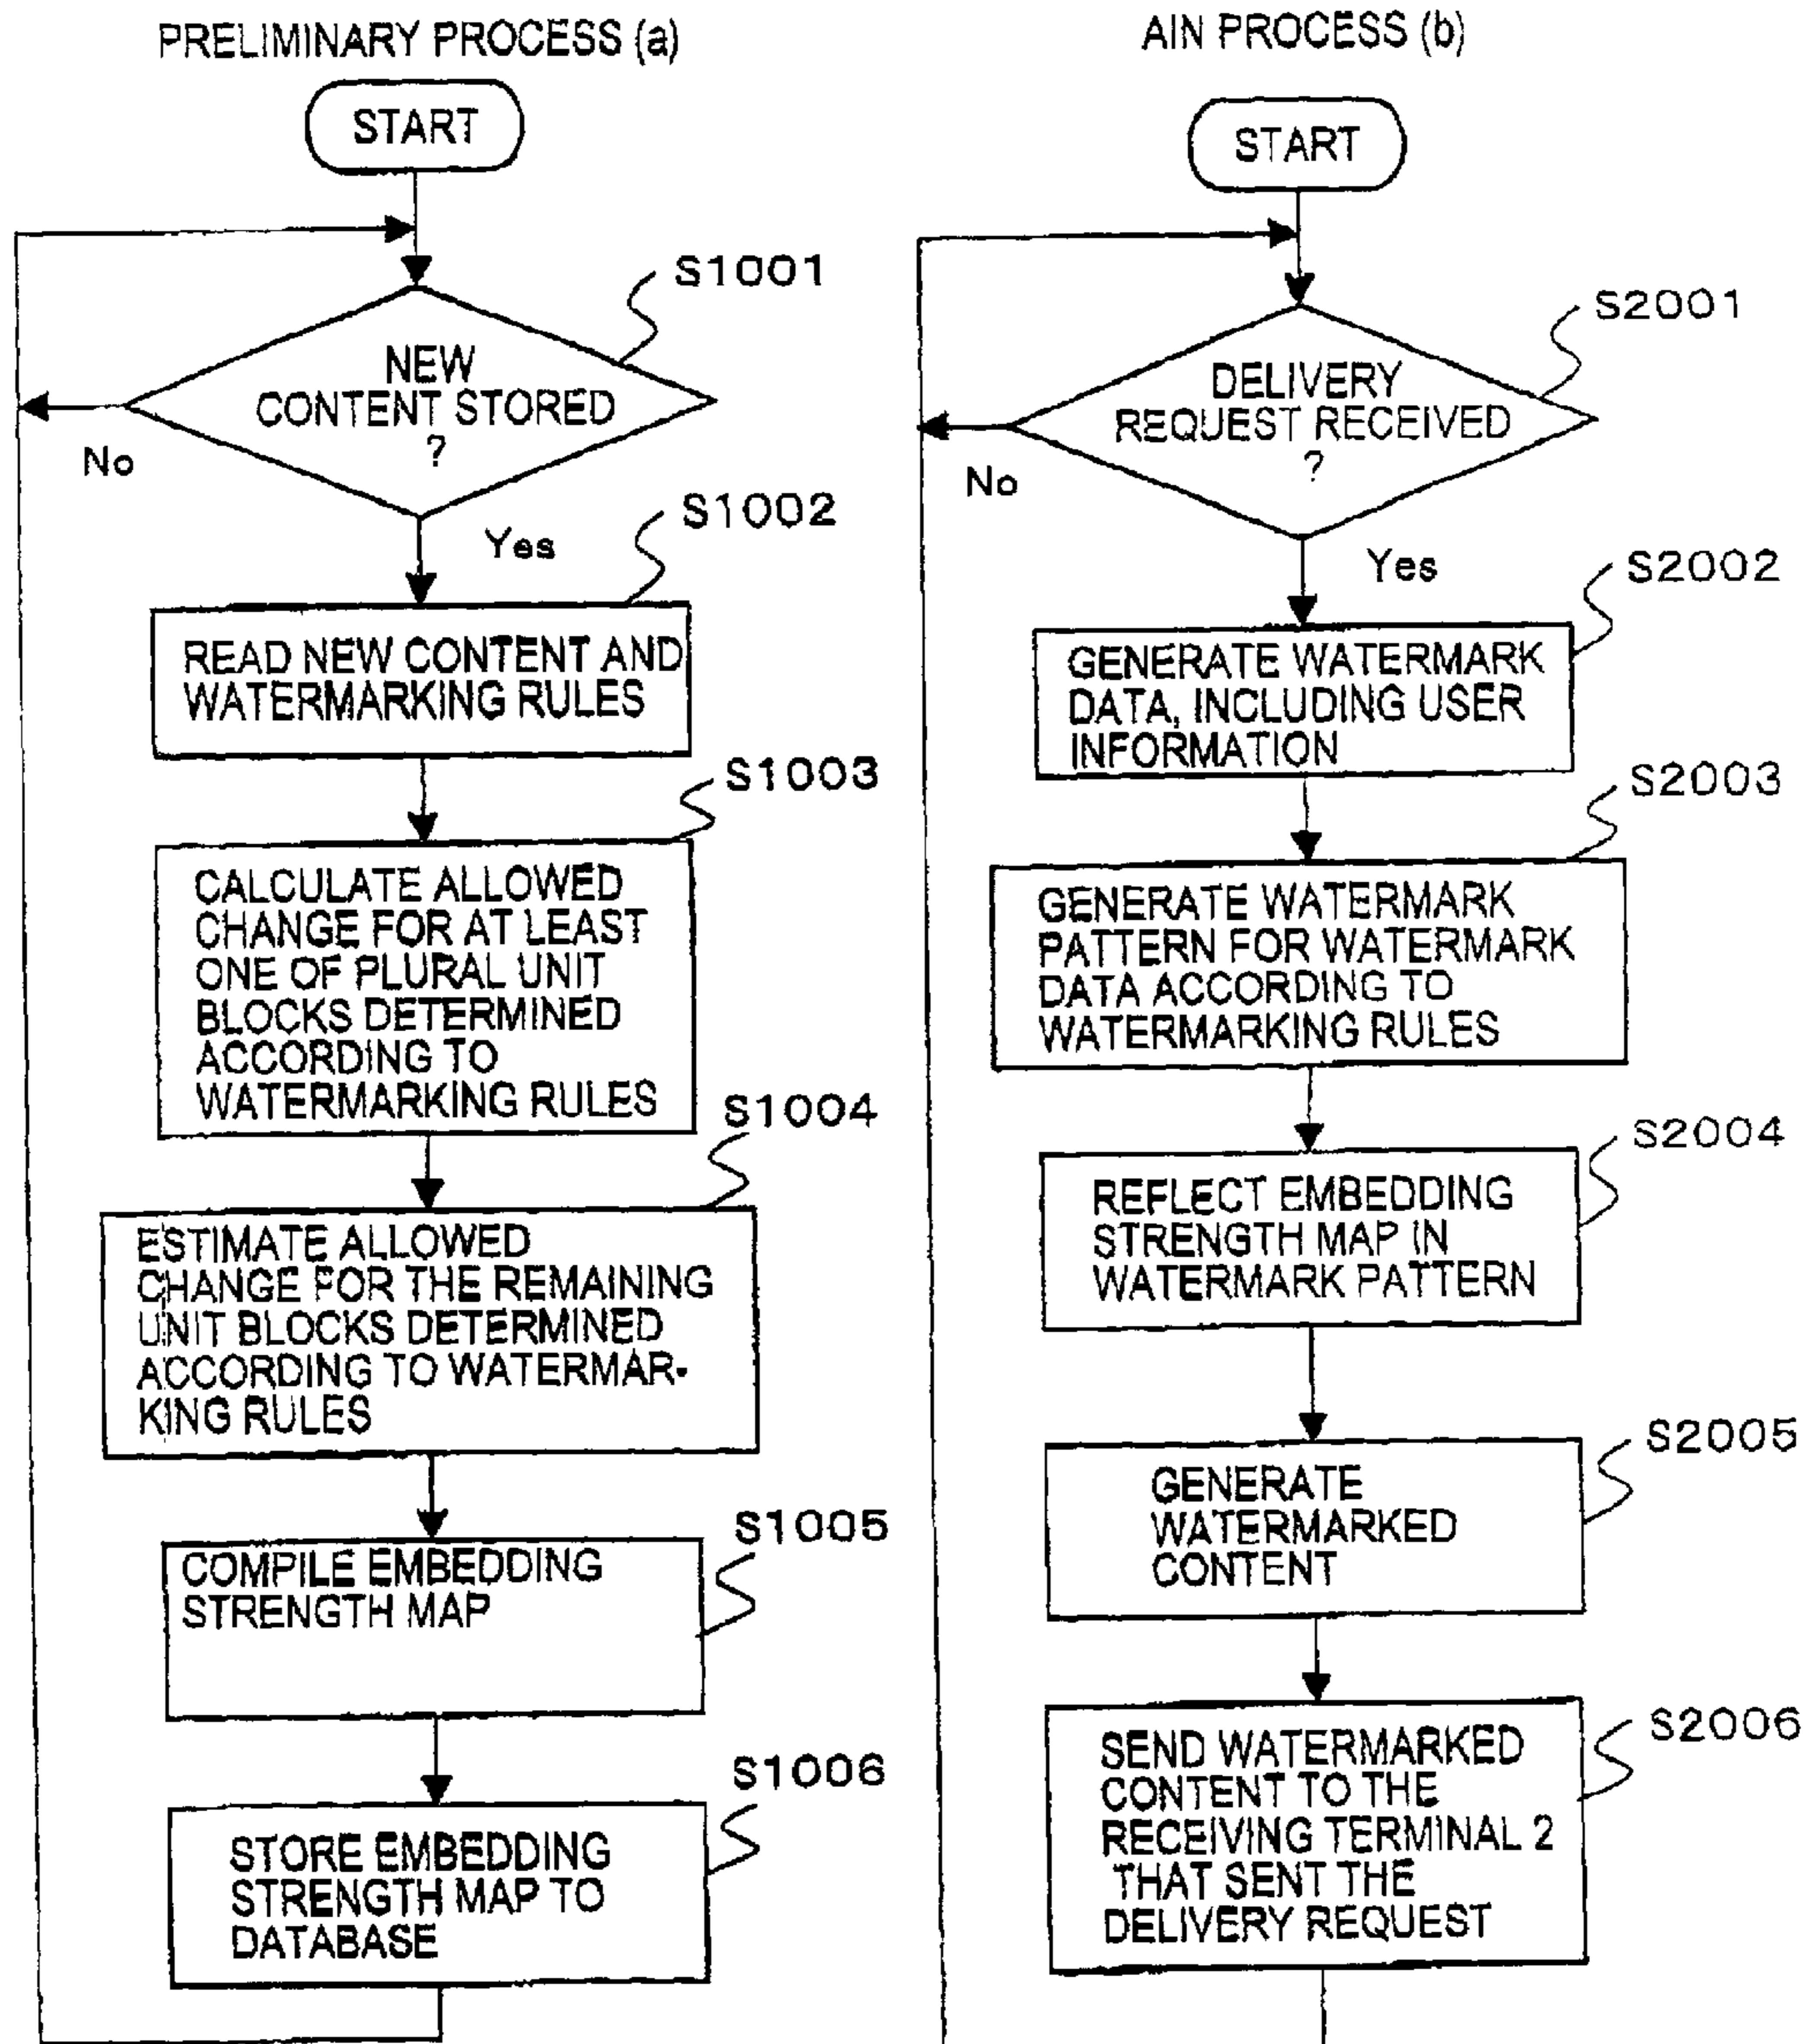 PRELIMINARY PROCESS (a)
START
S1001
NEW
CONTENT STORED
?
No
Yes
S1002
READ NEW CONTENT AND
WATERMARKING RULES
S1003
CALCULATE ALLOWED
CHANGE FOR AT LEAST
ONE OF PLURAL UNIT
BLOCKS DETERMINED
ACCORDING TO
WATERMARKING RULES
S1004
ESTIMATE ALLOWED
CHANGE FOR THE REMAINING
UNIT BLOCKS DETERMINED
ACCORDING TO WATERMAR-
KING RULES
S1005
COMPILE EMBEDDING
STRENGTH MAP
S1006
STORE EMBEDDING
STRENGTH MAP TO
DATABASE
AIN PROCESS (b)
START
S2001
DELIVERY
REQUEST RECEIVED
?
No
Yes
S2002
GENERATE WATERMARK
DATA, INCLUDING USER
INFORMATION
S2003
GENERATE WATERMARK
PATTERN FOR WATERMARK
DATA ACCORDING TO
WATERMARKING RULES
S2004
REFLECT EMBEDDING
STRENGTH MAP IN
WATERMARK PATTERN
S2005
GENERATE
WATERMARKED
CONTENT
S2006
SEND WATERMARKED
CONTENT TO THE
RECEIVING TERMINAL 2
THAT SENT THE
DELIVERY REQUEST